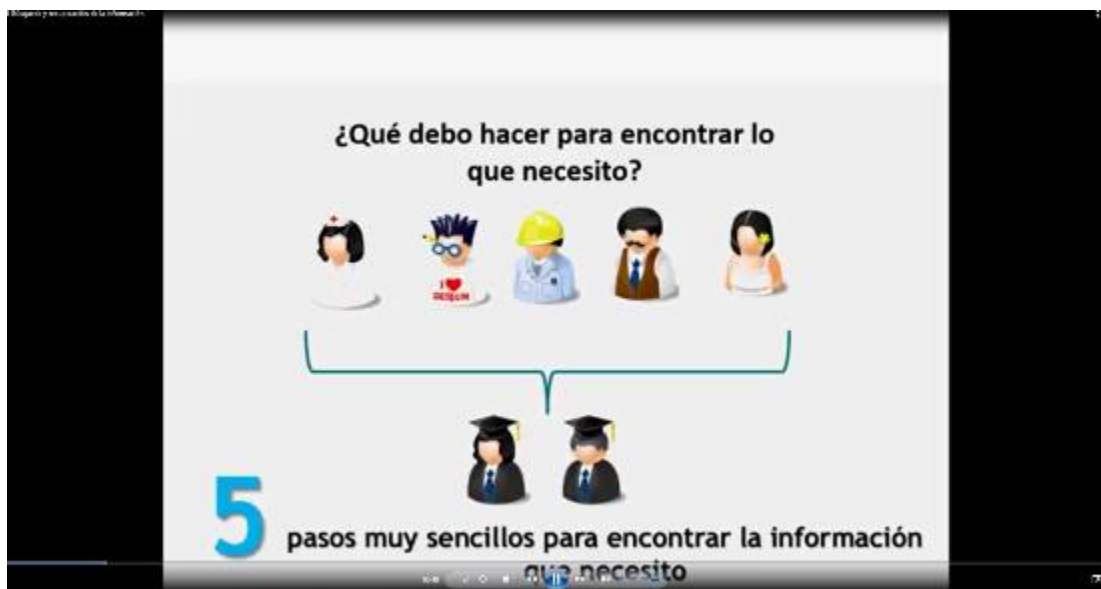 ¿Qué debo hacer para encontrar lo
que necesito?
I ❤
5
pasos muy sencillos para encontrar la información
que necesito